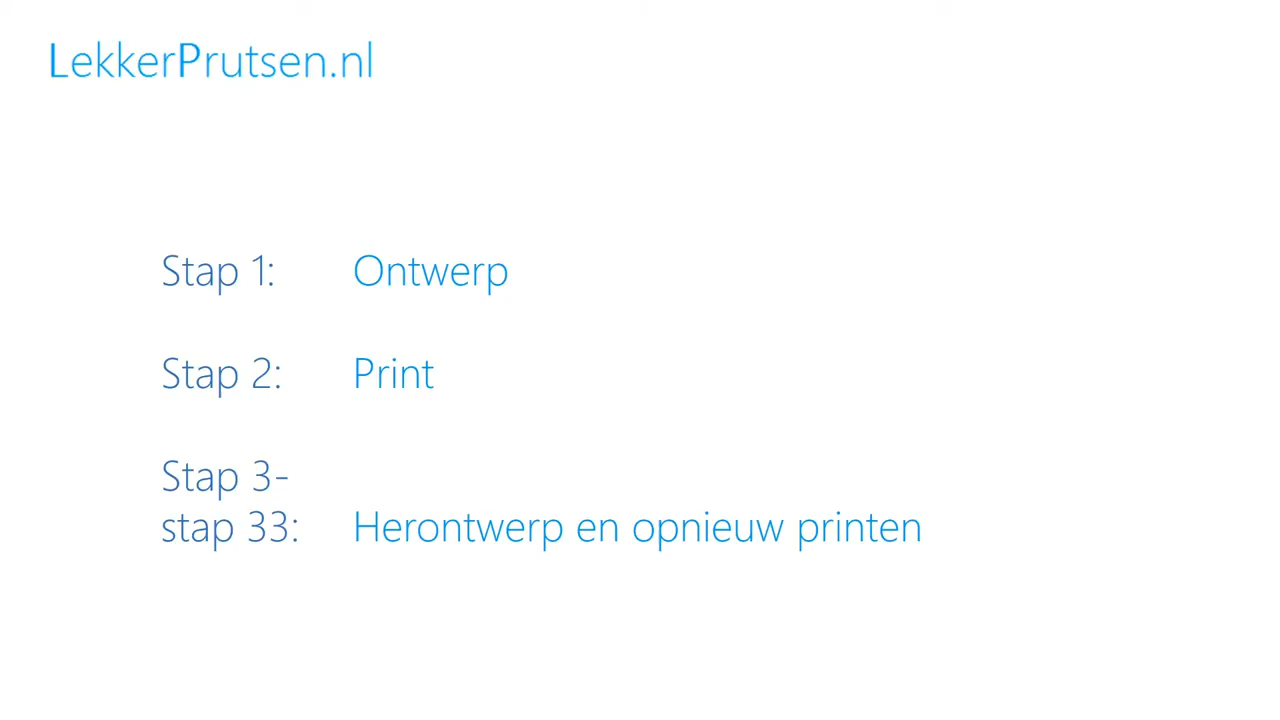 LekkerPrutsen.nl
Stap 1: Ontwerp
Stap 2: Print
Stap 3-
stap 33: Herontwerp en opnieuw printen